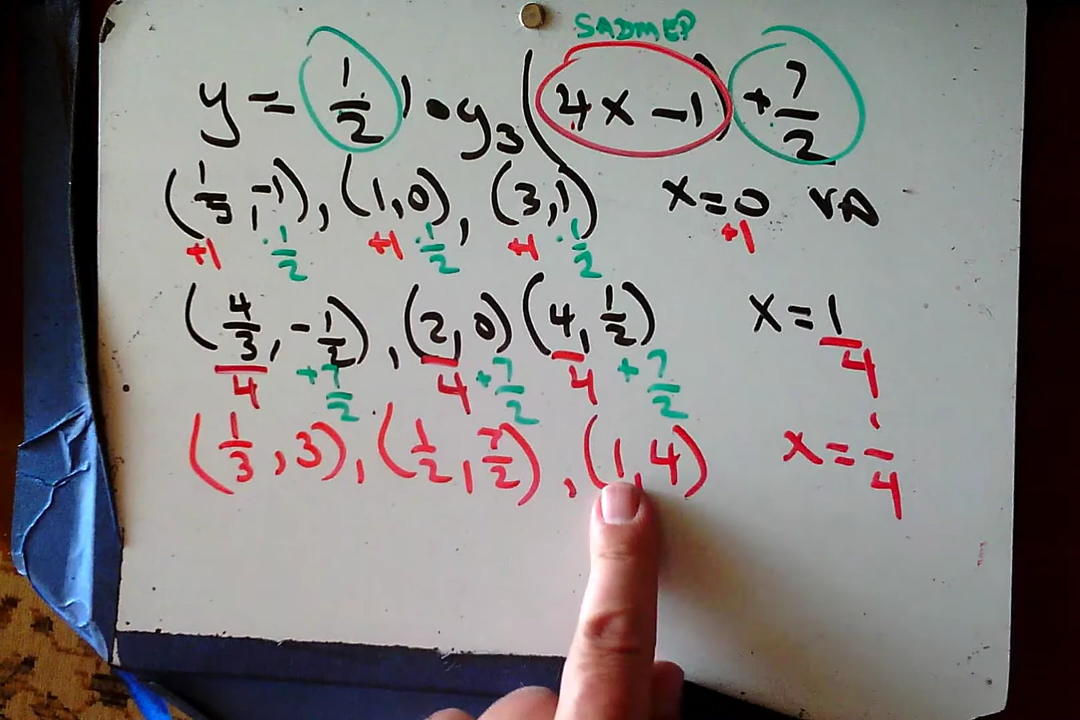 SADMEP
y = 1/2) • y3(4x − 1) + 7/2
(1/3, −1), (1, 0), (3, 1) x = 0 VA
+1 ·1/2 +1 ·1/2 +1 ·1/2 +1
(4/3, −1/2), (2, 0) (4, 1/2) x = 1
/4 +7/2 /4 +7/2 /4 +7/2 /4
(1/3, 3), (1/2, 7/2), (1, 4) x = 1/4